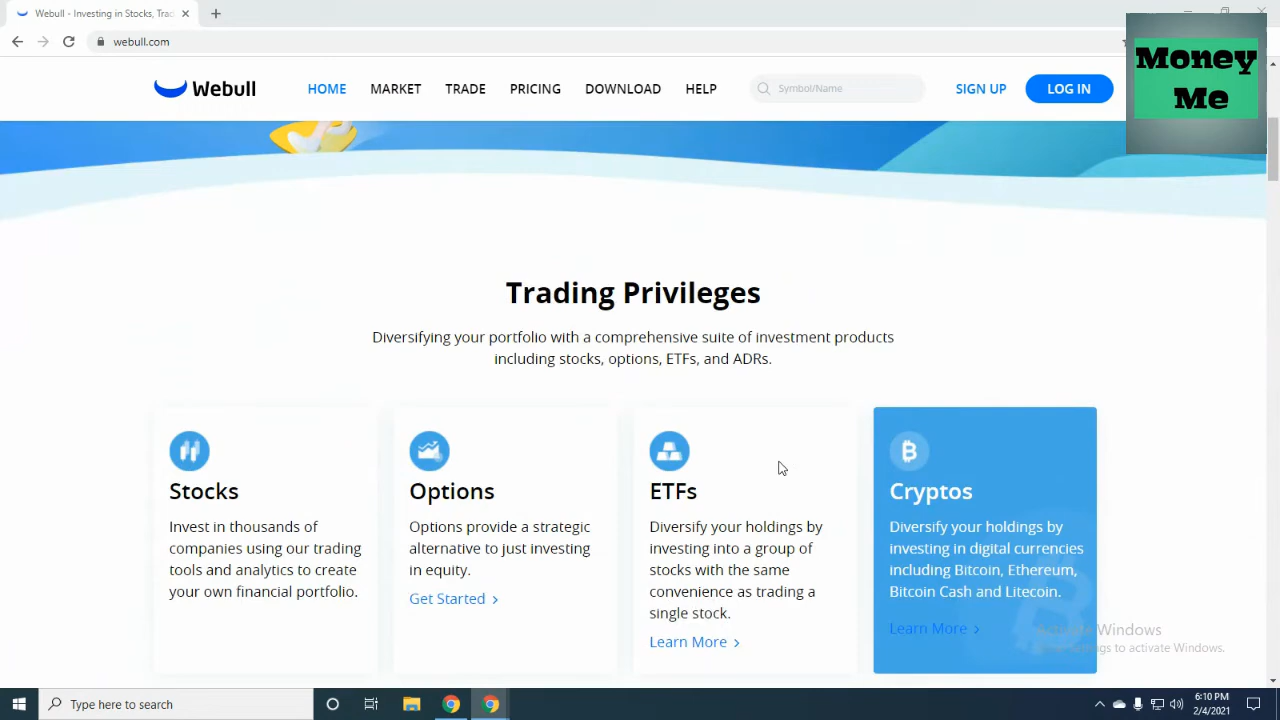 Webull - Investing in Stocks, Trad
webull.com
Money
Me
Webull
HOME
MARKET
TRADE
PRICING
DOWNLOAD
HELP
Symbol/Name
SIGN UP
LOG IN
Trading Privileges
Diversifying your portfolio with a comprehensive suite of investment products
including stocks, options, ETFs, and ADRs.
Stocks
Invest in thousands of
companies using our trading
tools and analytics to create
your own financial portfolio.
Options
Options provide a strategic
alternative to just investing
in equity.
Get Started >
ETFs
Diversify your holdings by
investing into a group of
stocks with the same
convenience as trading a
single stock.
Learn More >
Cryptos
Diversify your holdings by
investing in digital currencies
including Bitcoin, Ethereum,
Bitcoin Cash and Litecoin.
Learn More >
Activate Windows
Settings to activate Windows.
Type here to search
6:10 PM
2/4/2021